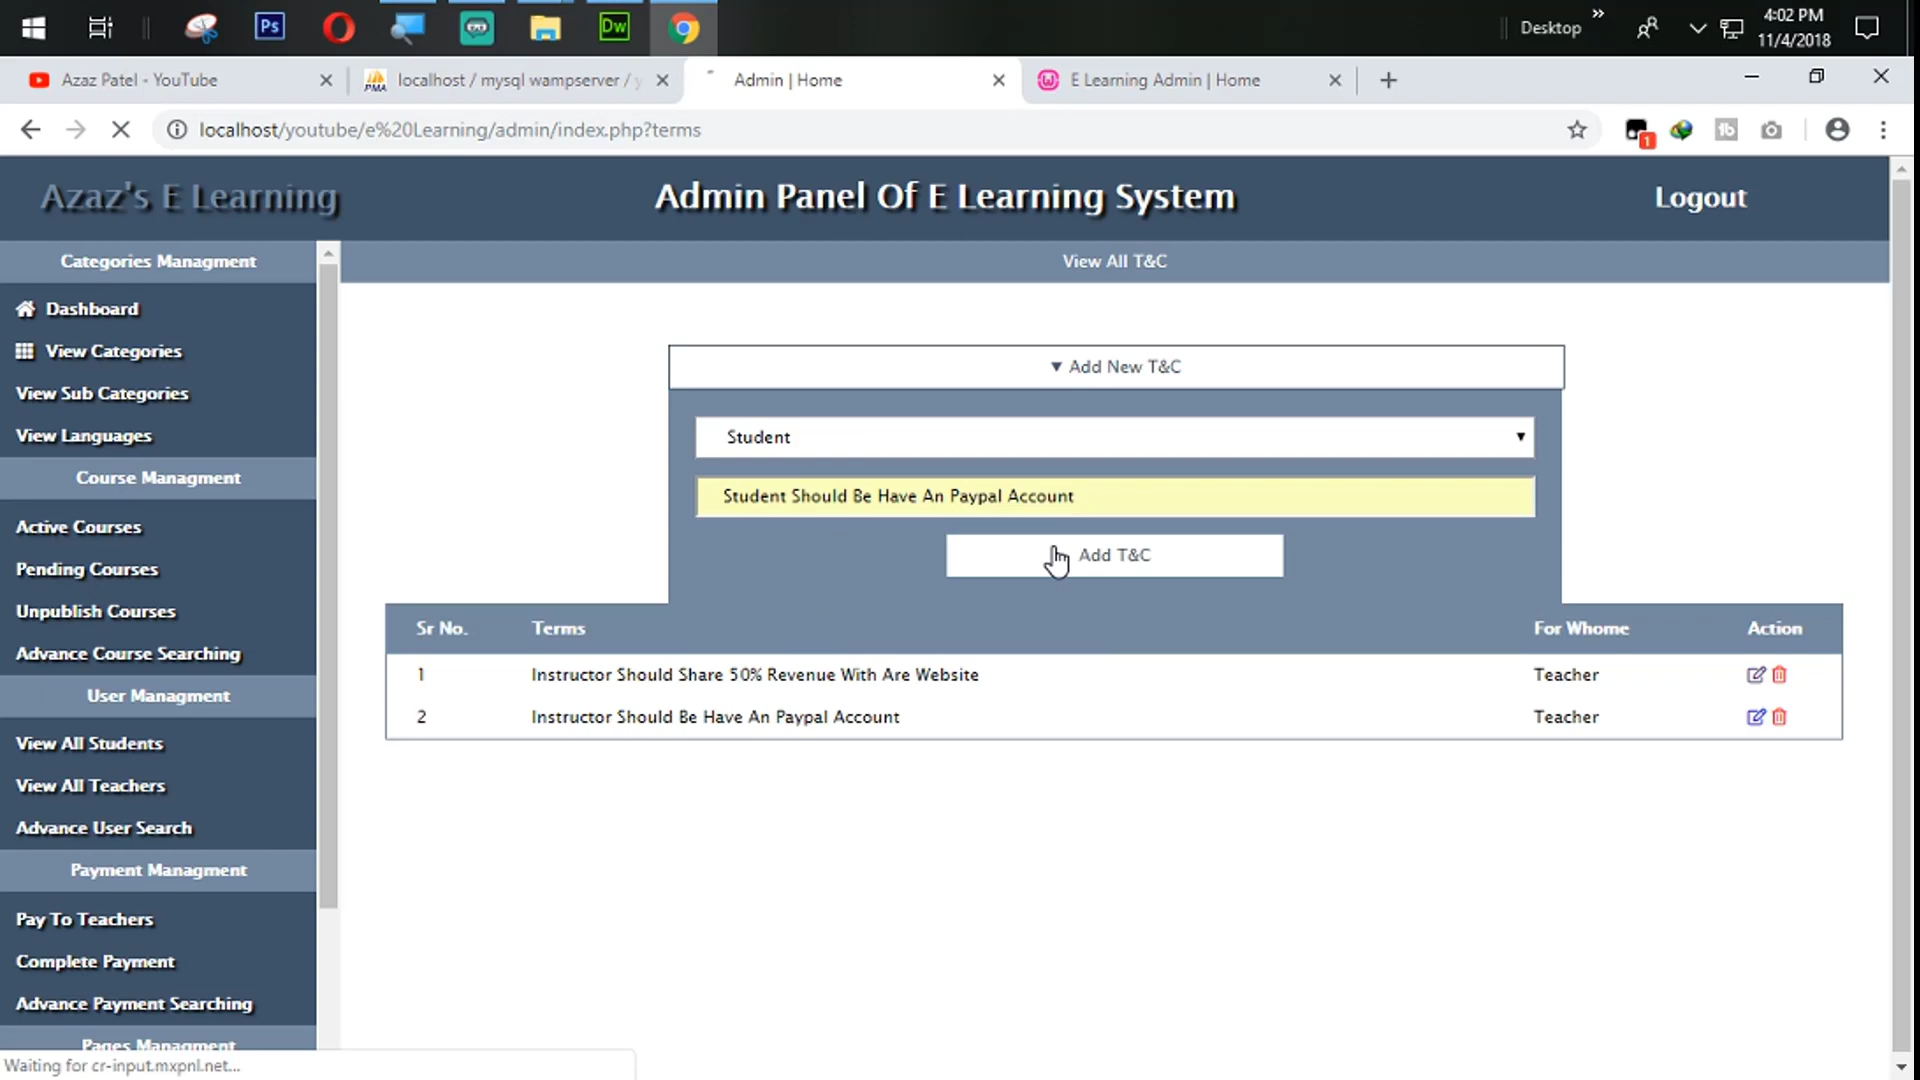 Ps
Dw
Desktop
»
4:02 PM
11/4/2018
Azaz Patel - YouTube
PMA
localhost / mysql wampserver / y
Admin | Home
E Learning Admin | Home
localhost/youtube/e%20Learning/admin/index.php?terms
1
Azaz's E Learning
Admin Panel Of E Learning System
Logout
Categories Managment
Dashboard
View Categories
View Sub Categories
View Languages
Course Managment
Active Courses
Pending Courses
Unpublish Courses
Advance Course Searching
User Managment
View All Students
View All Teachers
Advance User Search
Payment Managment
Pay To Teachers
Complete Payment
Advance Payment Searching
Pages Managment
View All T&C
▼ Add New T&C
Student
Student Should Be Have An Paypal Account
Add T&C
Sr No. Terms For Whome Action
1 Instructor Should Share 50% Revenue With Are Website Teacher
2 Instructor Should Be Have An Paypal Account Teacher
Waiting for cr-input.mxpnl.net...